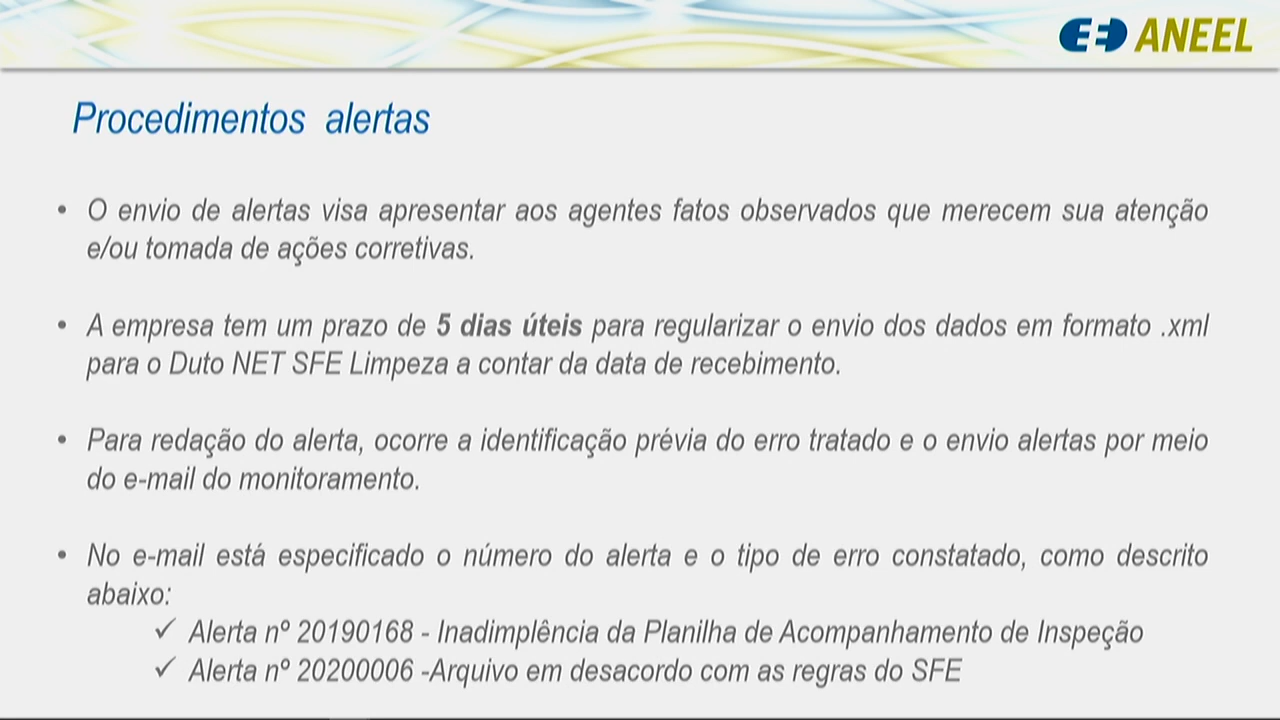 ANEEL
Procedimentos alertas
• O envio de alertas visa apresentar aos agentes fatos observados que merecem sua atenção
e/ou tomada de ações corretivas.
• A empresa tem um prazo de 5 dias úteis para regularizar o envio dos dados em formato .xml
para o Duto NET SFE Limpeza a contar da data de recebimento.
• Para redação do alerta, ocorre a identificação prévia do erro tratado e o envio alertas por meio
do e-mail do monitoramento.
• No e-mail está especificado o número do alerta e o tipo de erro constatado, como descrito
abaixo:
✓ Alerta nº 20190168 - Inadimplência da Planilha de Acompanhamento de Inspeção
✓ Alerta nº 20200006 -Arquivo em desacordo com as regras do SFE